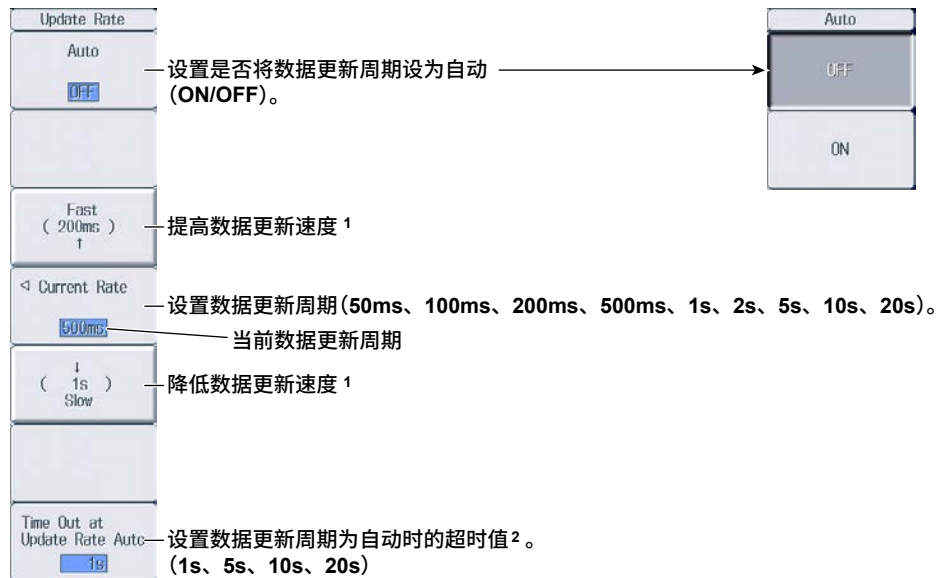 Update Rate
Auto
OFF
设置是否将数据更新周期设为自动
（ON/OFF）。
Auto
OFF
ON
Fast
( 200ms )
↑
提高数据更新速度 1
◁ Current Rate
500ms
设置数据更新周期（50ms、100ms、200ms、500ms、1s、2s、5s、10s、20s）。
当前数据更新周期
↓
( 1s )
Slow
降低数据更新速度 1
Time Out at
Update Rate Auto
1s
设置数据更新周期为自动时的超时值2 。
（1s、5s、10s、20s）